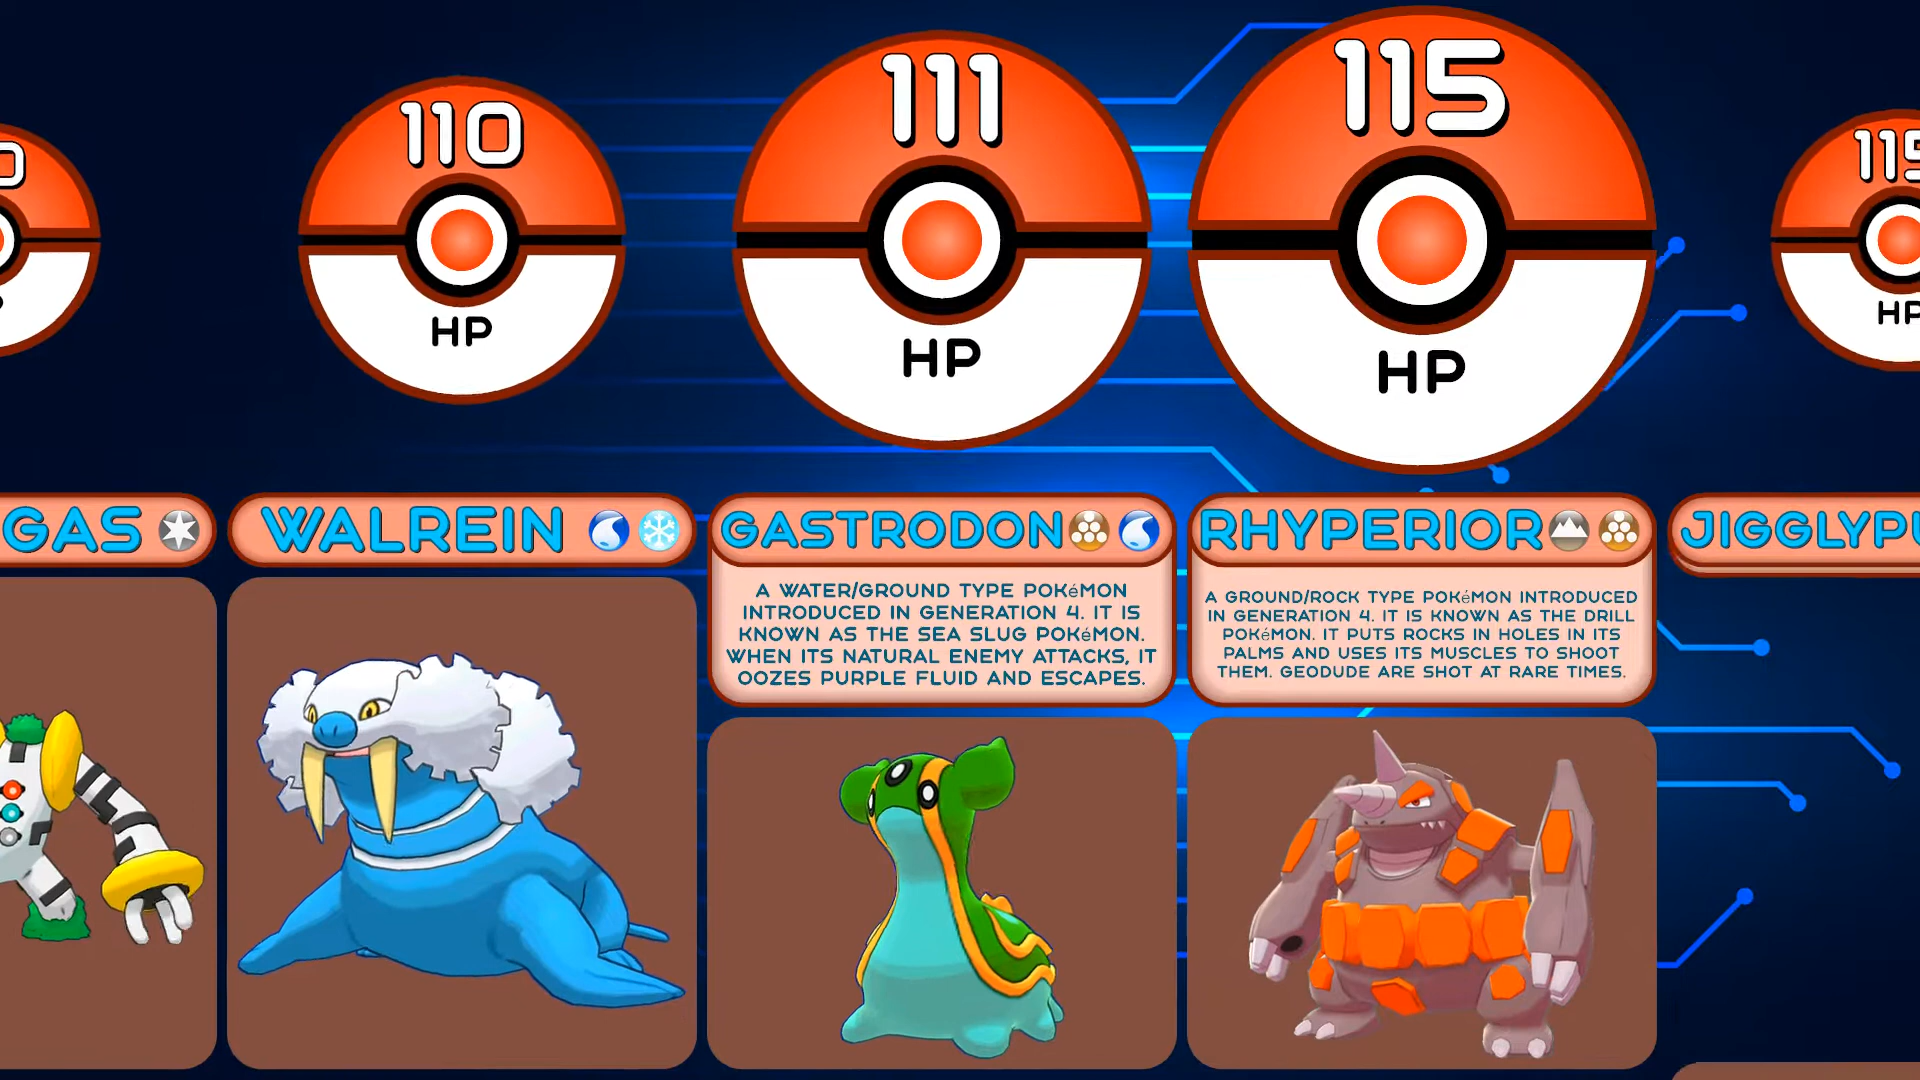 110
HP
111
HP
115
HP
115
HP
GAS
WALREIN
GASTRODON
A WATER/GROUND TYPE POKéMON
INTRODUCED IN GENERATION 4. IT IS
KNOWN AS THE SEA SLUG POKéMON.
WHEN ITS NATURAL ENEMY ATTACKS, IT
OOZES PURPLE FLUID AND ESCAPES.
RHYPERIOR
A GROUND/ROCK TYPE POKéMON INTRODUCED
IN GENERATION 4. IT IS KNOWN AS THE DRILL
POKéMON. IT PUTS ROCKS IN HOLES IN ITS
PALMS AND USES ITS MUSCLES TO SHOOT
THEM. GEODUDE ARE SHOT AT RARE TIMES.
JIGGLYPU